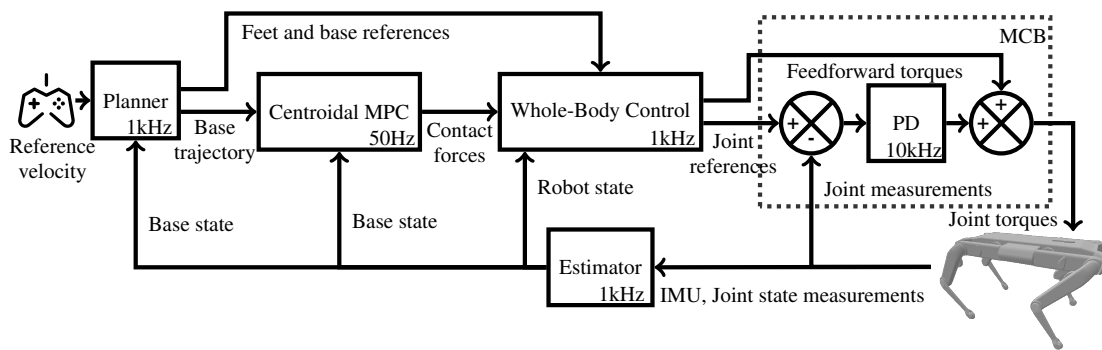 MCB
Feet and base references
Feedforward torques
Planner
1kHz
Centroidal MPC
50Hz
Whole-Body Control
1kHz
+
-
PD
10kHz
+
+
Reference
velocity
Base
trajectory
Contact
forces
Joint
references
Robot state
Joint measurements
Base state
Base state
Joint torques
Estimator
1kHz
IMU, Joint state measurements